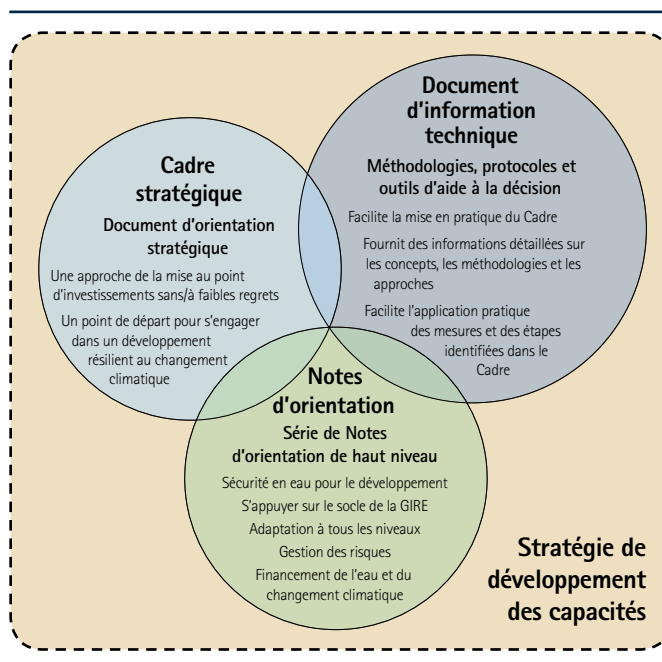 Document
d'information
technique
Méthodologies, protocoles et
outils d'aide à la décision
Facilite la mise en pratique du Cadre
Fournit des informations détaillées sur
les concepts, les méthodologies et les
approches
Facilite l'application pratique
des mesures et des étapes
identifiées dans le
Cadre
Cadre
stratégique
Document d'orientation
stratégique
Une approche de la mise au point
d'investissements sans/à faibles regrets
Un point de départ pour s'engager
dans un développement
résilient au changement
climatique
Notes
d'orientation
Série de Notes
d'orientation de haut niveau
Sécurité en eau pour le développement
S'appuyer sur le socle de la GIRE
Adaptation à tous les niveaux
Gestion des risques
Financement de l'eau et du
changement climatique
Stratégie de
développement
des capacités